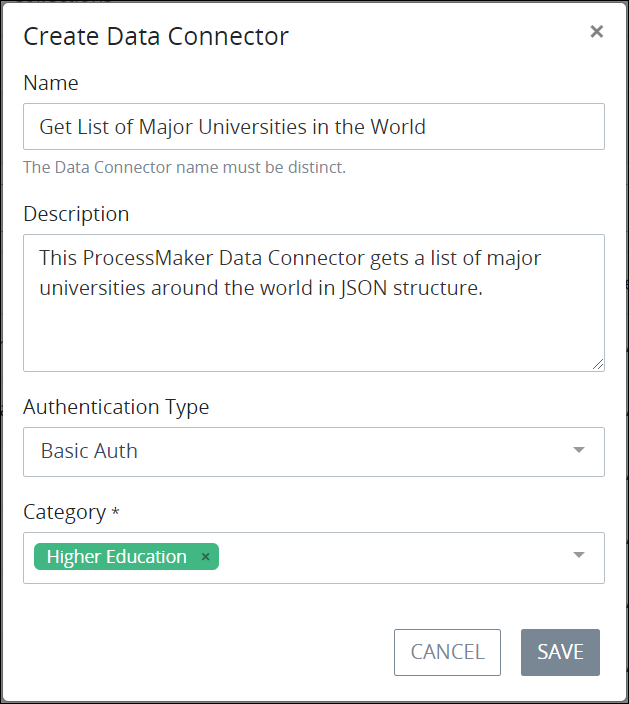 Create Data Connector ×
Name
Get List of Major Universities in the World
The Data Connector name must be distinct.
Description
This ProcessMaker Data Connector gets a list of major
universities around the world in JSON structure.
Authentication Type
Basic Auth
Category *
Higher Education ×
CANCEL SAVE